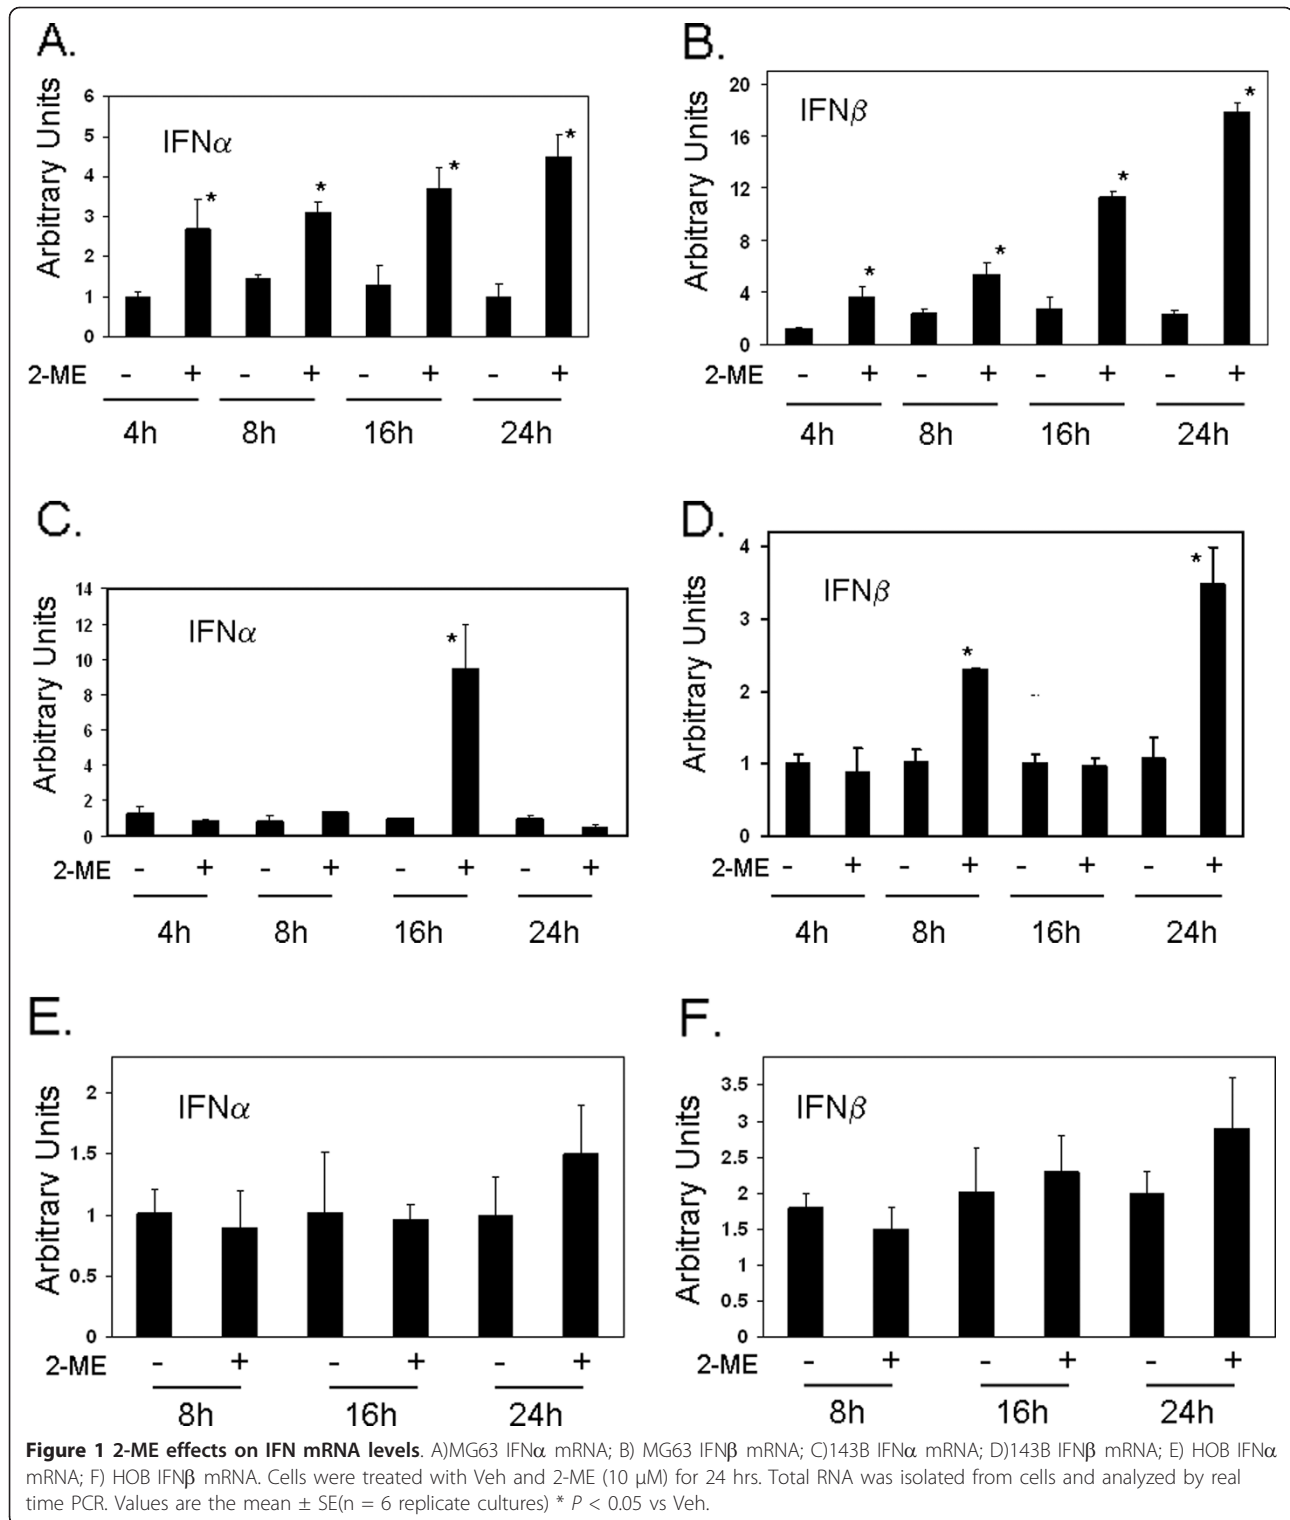 A.
Arbitrary Units
6
5
4
3
2
1
0
IFNα
* * * *
2-ME - + - + - + - +
4h 8h 16h 24h
B.
Arbitrary Units
20
16
12
8
4
0
IFNβ
* * * *
2-ME - + - + - + - +
4h 8h 16h 24h
C.
Arbitrary Units
14
12
10
8
6
4
2
0
IFNα
*
2-ME - + - + - + - +
4h 8h 16h 24h
D.
Arbitrary Units
4
3
2
1
0
IFNβ
* *
2-ME - + - + - + - +
4h 8h 16h 24h
E.
Arbitrary Units
2
1.5
1
0.5
0
IFNα
2-ME - + - + - +
8h 16h 24h
F.
Arbitrary Units
3.5
3
2.5
2
1.5
1
0.5
0
IFNβ
2-ME - + - + - +
8h 16h 24h
Figure 1 2-ME effects on IFN mRNA levels. A)MG63 IFNα mRNA; B) MG63 IFNβ mRNA; C)143B IFNα mRNA; D)143B IFNβ mRNA; E) HOB IFNα
mRNA; F) HOB IFNβ mRNA. Cells were treated with Veh and 2-ME (10 μM) for 24 hrs. Total RNA was isolated from cells and analyzed by real
time PCR. Values are the mean ± SE(n = 6 replicate cultures) * P < 0.05 vs Veh.